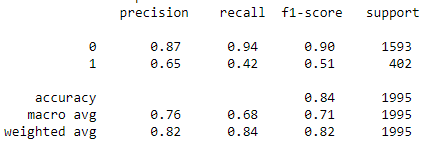 precision recall f1-score support
0 0.87 0.94 0.90 1593
1 0.65 0.42 0.51 402
accuracy 0.84 1995
macro avg 0.76 0.68 0.71 1995
weighted avg 0.82 0.84 0.82 1995